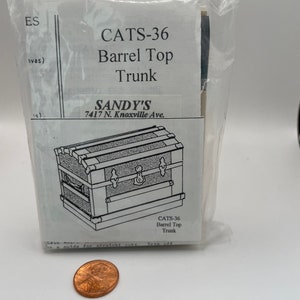 ES
CATS-36
Barrel Top
Trunk
SANDY'S
7417 N. Knoxville Ave.
CATS-36
Barrel Top
Trunk